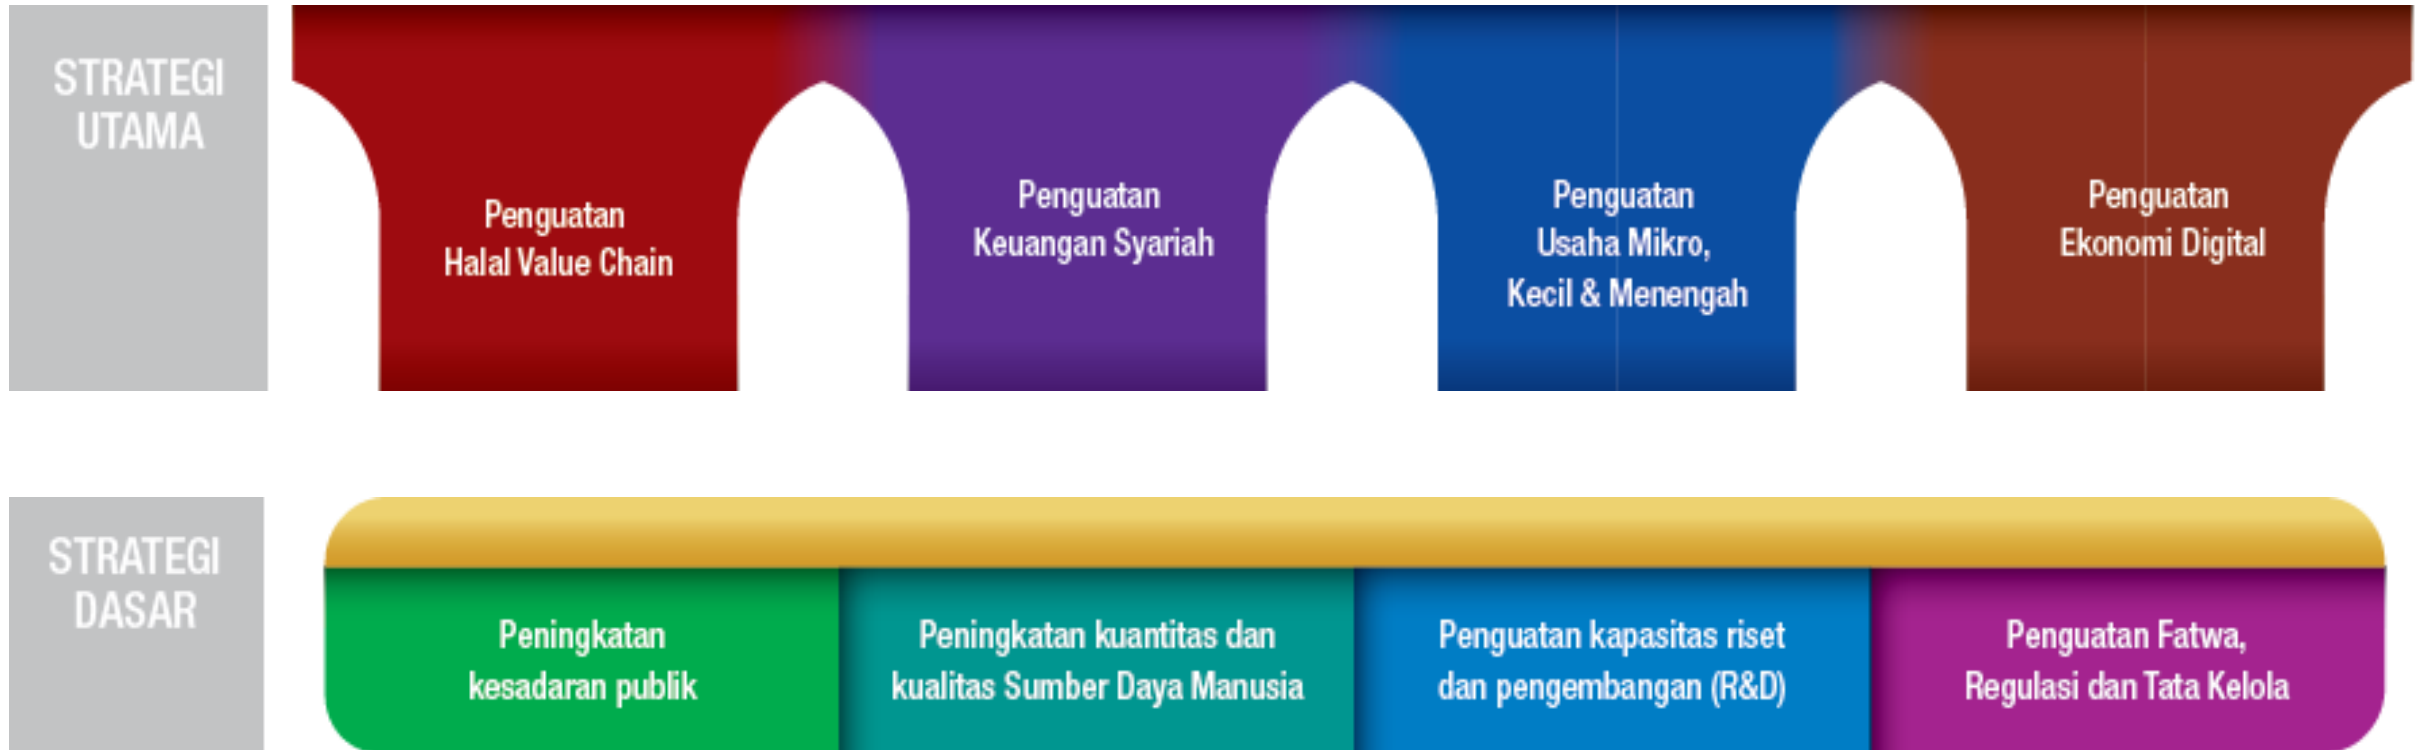 STRATEGI
UTAMA
Penguatan
Halal Value Chain
Penguatan
Keuangan Syariah
Penguatan
Usaha Mikro,
Kecil & Menengah
Penguatan
Ekonomi Digital
STRATEGI
DASAR
Peningkatan
kesadaran publik
Peningkatan kuantitas dan
kualitas Sumber Daya Manusia
Penguatan kapasitas riset
dan pengembangan (R&D)
Penguatan Fatwa,
Regulasi dan Tata Kelola